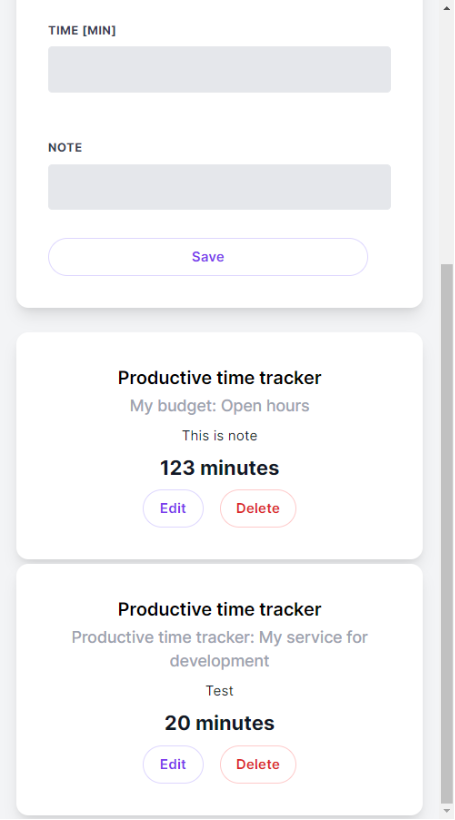 TIME [MIN]
NOTE
Save
Productive time tracker
My budget: Open hours
This is note
123 minutes
Edit Delete
Productive time tracker
Productive time tracker: My service for
development
Test
20 minutes
Edit Delete